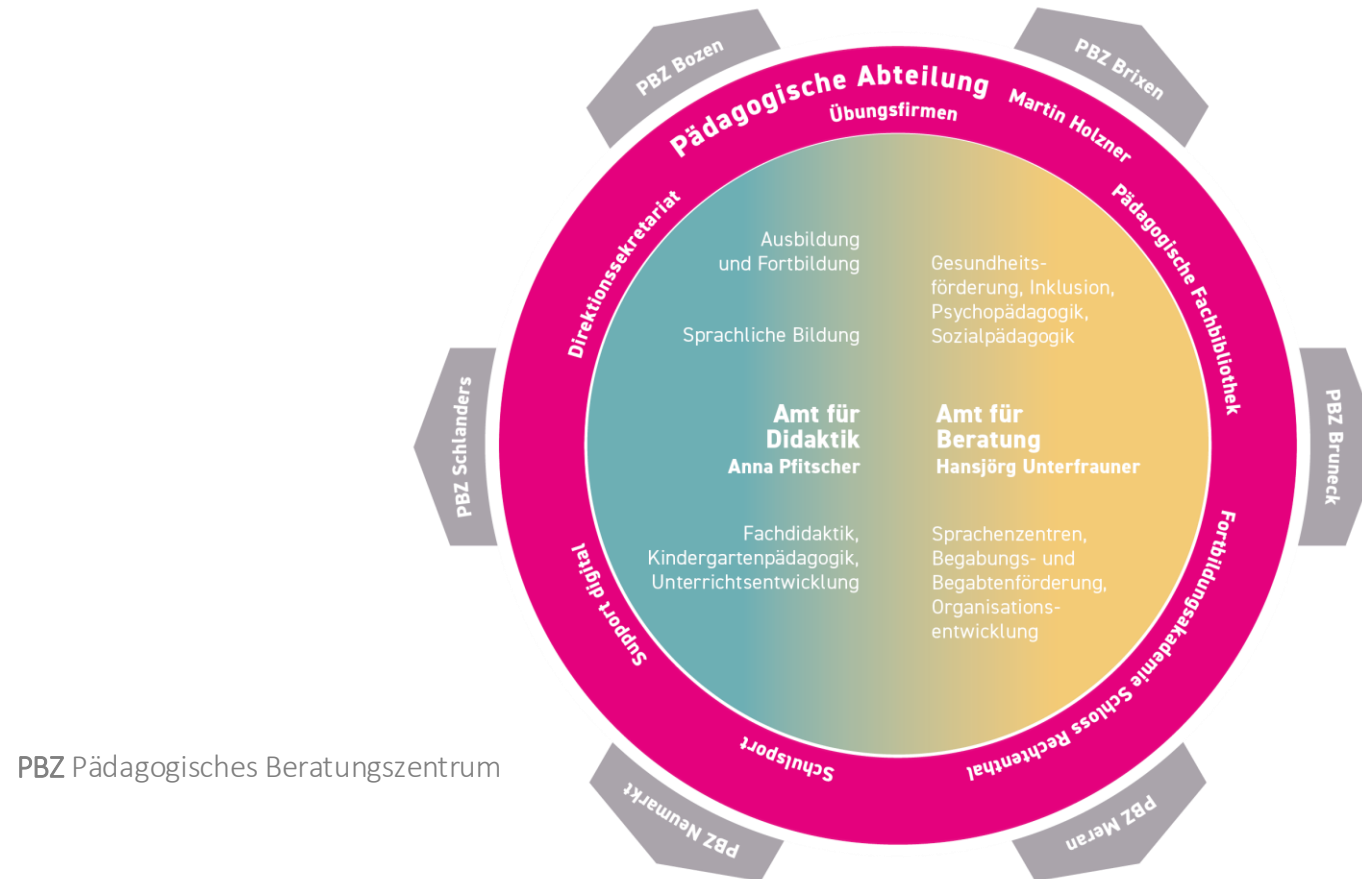 PBZ Bozen
PBZ Brixen
Pädagogische Abteilung
Martin Holzner
Übungsfirmen
Direktionssekretariat
Pädagogische Fachbibliothek
Ausbildung
und Fortbildung
Sprachliche Bildung
Gesundheits-
förderung, Inklusion,
Psychopädagogik,
Sozialpädagogik
PBZ Schlanders
Amt für
Didaktik
Anna Pfitscher
Amt für
Beratung
Hansjörg Unterfrauner
PBZ Bruneck
Fachdidaktik,
Kindergartenpädagogik,
Unterrichtsentwicklung
Sprachenzentren,
Begabungs- und
Begabtenförderung,
Organisations-
entwicklung
Support digital
Schulsport
Fortbildungsakademie Schloss Rechtenthal
PBZ Neumarkt
PBZ Meran
PBZ Pädagogisches Beratungszentrum